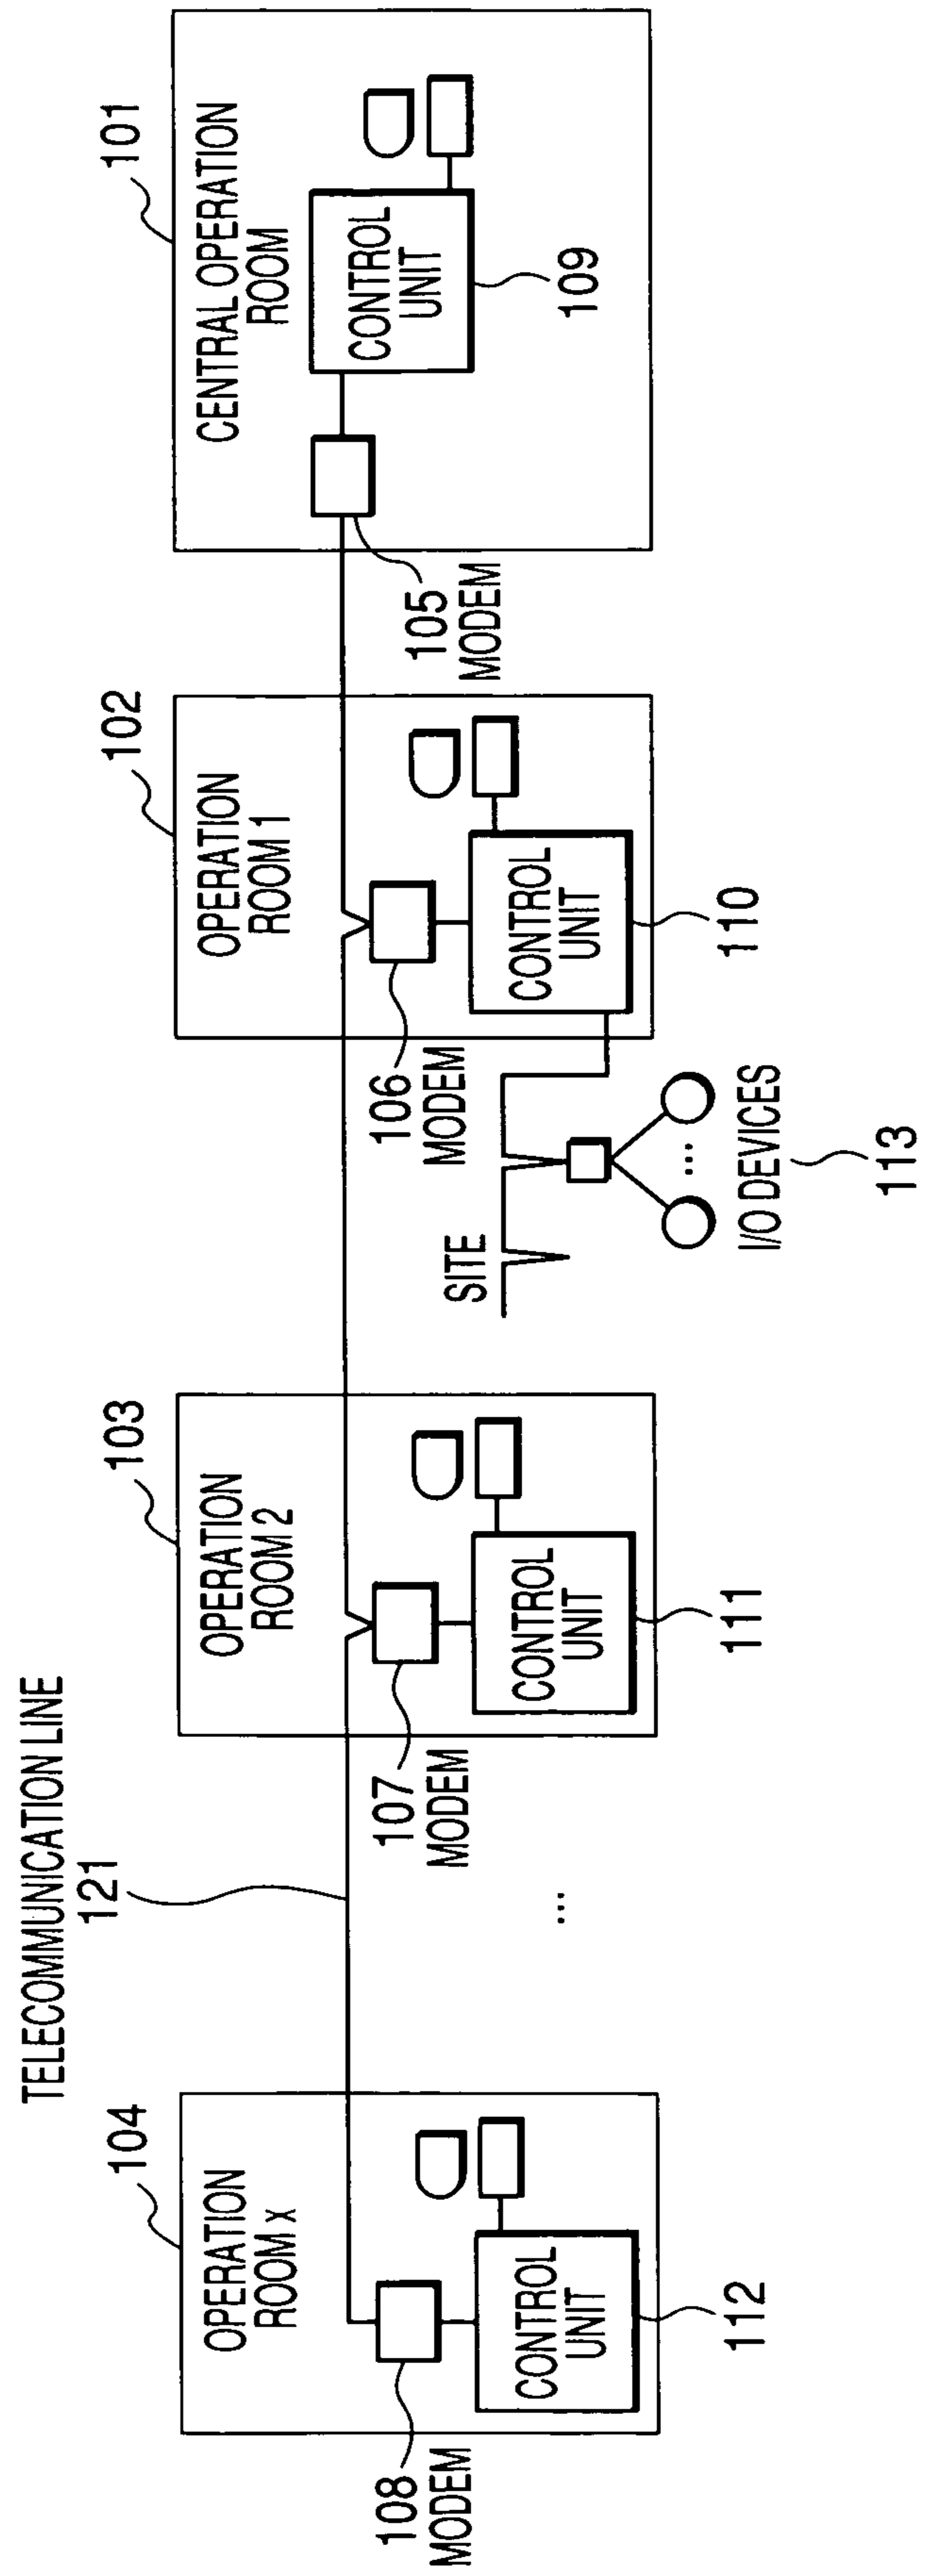 TELECOMMUNICATION LINE
121
104
OPERATION
ROOM x
108
MODEM
CONTROL
UNIT
112
...
103
OPERATION
ROOM 2
107
MODEM
CONTROL
UNIT
111
102
OPERATION
ROOM 1
106
MODEM
CONTROL
UNIT
110
SITE
...
I/O DEVICES
113
101
CENTRAL OPERATION
ROOM
105
MODEM
CONTROL
UNIT
109